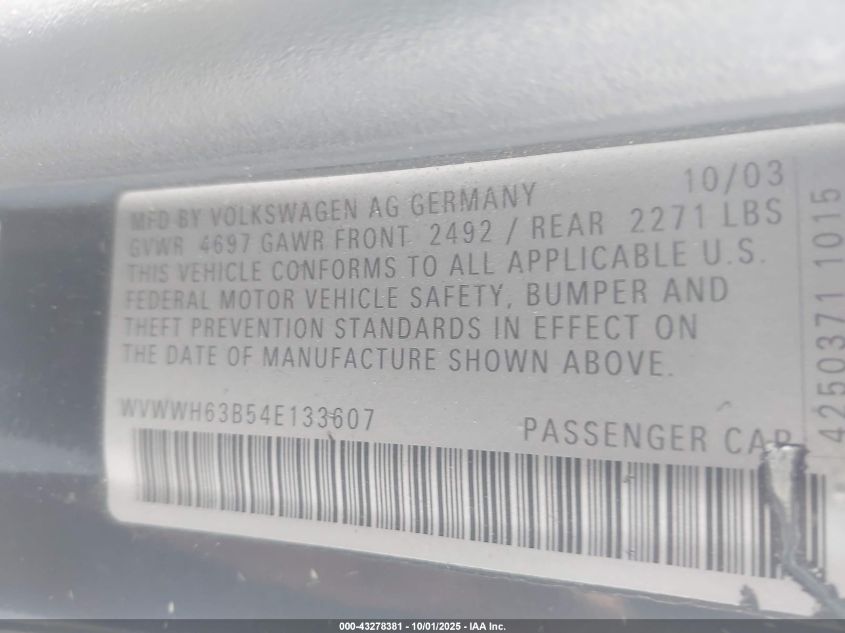 10/03
MFD BY VOLKSWAGEN AG GERMANY
GVWR 4697 GAWR FRONT 2492 / REAR 2271 LBS
THIS VEHICLE CONFORMS TO ALL APPLICABLE U.S.
FEDERAL MOTOR VEHICLE SAFETY, BUMPER AND
THEFT PREVENTION STANDARDS IN EFFECT ON
THE DATE OF MANUFACTURE SHOWN ABOVE.
WVWWH63B54E133607
PASSENGER CAR
4250371 1015
000-43278381 - 10/01/2025 - IAA Inc.